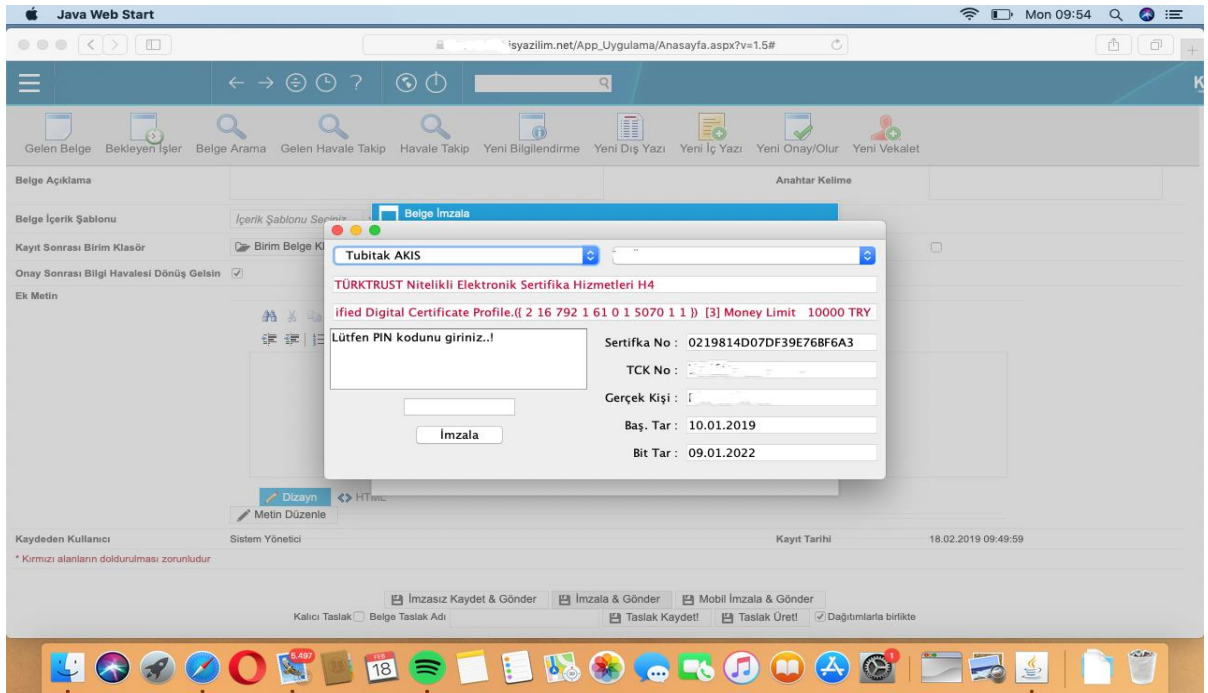 Java Web Start
Mon 09:54
isyazilim.net/App_Uygulama/Anasayfa.aspx?v=1.5#
Gelen Belge Bekleyen İşler Belge Arama Gelen Havale Takip Havale Takip Yeni Bilgilendirme Yeni Dış Yazı Yeni İç Yazı Yeni Onay/Olur Yeni Vekalet
Belge Açıklama
Anahtar Kelime
Belge İmzala
Belge İçerik Şablonu
İçerik Şablonu Seçiniz
Kayıt Sonrası Birim Klasör
Birim Belge Kl
Onay Sonrası Bilgi Havalesi Dönüş Gelsin
Ek Metin
Tubitak AKIS
TÜRKTRUST Nitelikli Elektronik Sertifika Hizmetleri H4
ified Digital Certificate Profile.({ 2 16 792 1 61 0 1 5070 1 1 }) [3] Money Limit 10000 TRY
Lütfen PIN kodunu giriniz..!
Sertifka No : 0219814D07DF39E76BF6A3
TCK No :
Gerçek Kişi :
Baş. Tar : 10.01.2019
Bit Tar : 09.01.2022
İmzala
Dizayn HTML
Metin Düzenle
Kaydeden Kullanıcı Sistem Yönetici Kayıt Tarihi 18.02.2019 09:49:59
* Kırmızı alanların doldurulması zorunludur
İmzasız Kaydet & Gönder İmzala & Gönder Mobil İmzala & Gönder
Kalıcı Taslak Belge Taslak Adı Taslak Kaydet! Taslak Üret! Dağıtımlarla birlikte
5.497
FEB
18
1